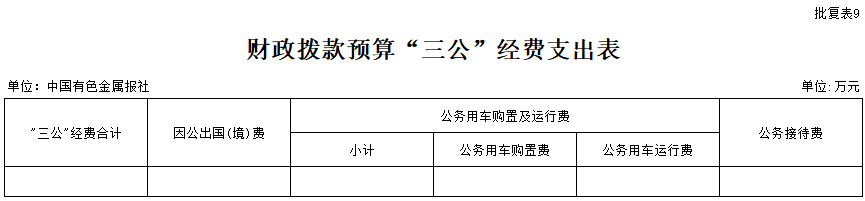 批复表9
财政拨款预算“三公”经费支出表
单位：中国有色金属报社 单位:万元
"三公"经费合计 因公出国(境)费 公务用车购置及运行费 公务接待费
小计 公务用车购置费 公务用车运行费